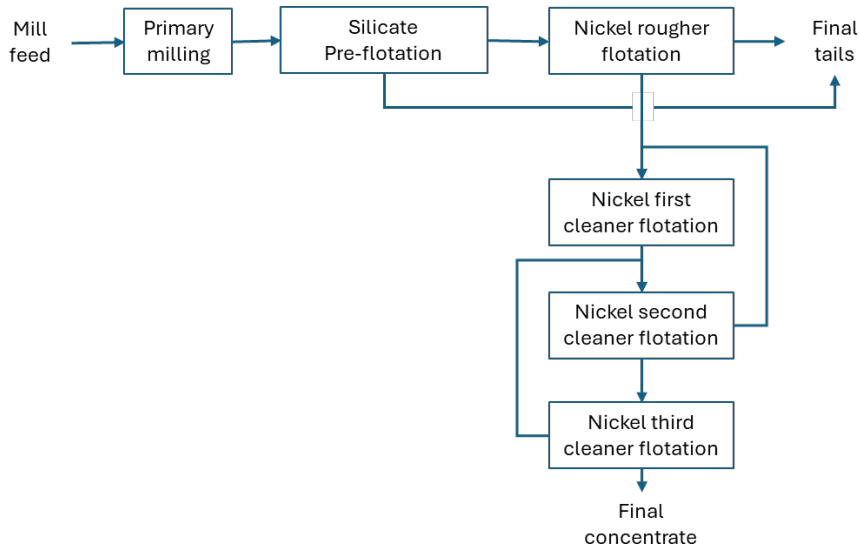 Mill
feed
Primary
milling
Silicate
Pre-flotation
Nickel rougher
flotation
Final
tails
Nickel first
cleaner flotation
Nickel second
cleaner flotation
Nickel third
cleaner flotation
Final
concentrate